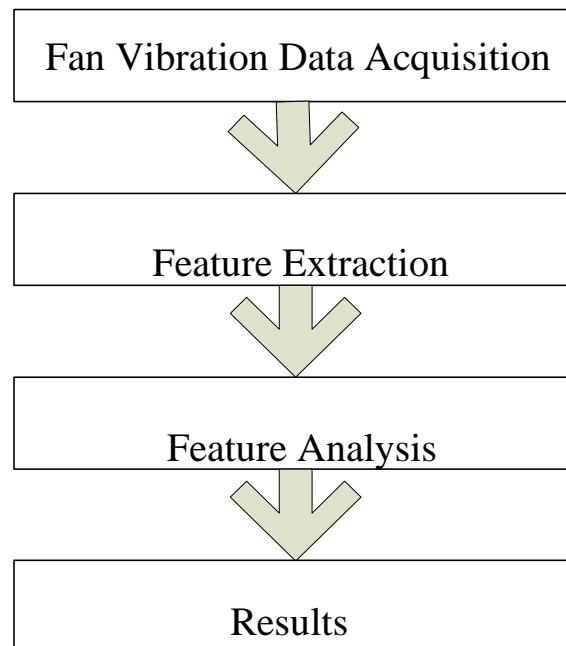 Fan Vibration Data Acquisition
Feature Extraction
Feature Analysis
Results